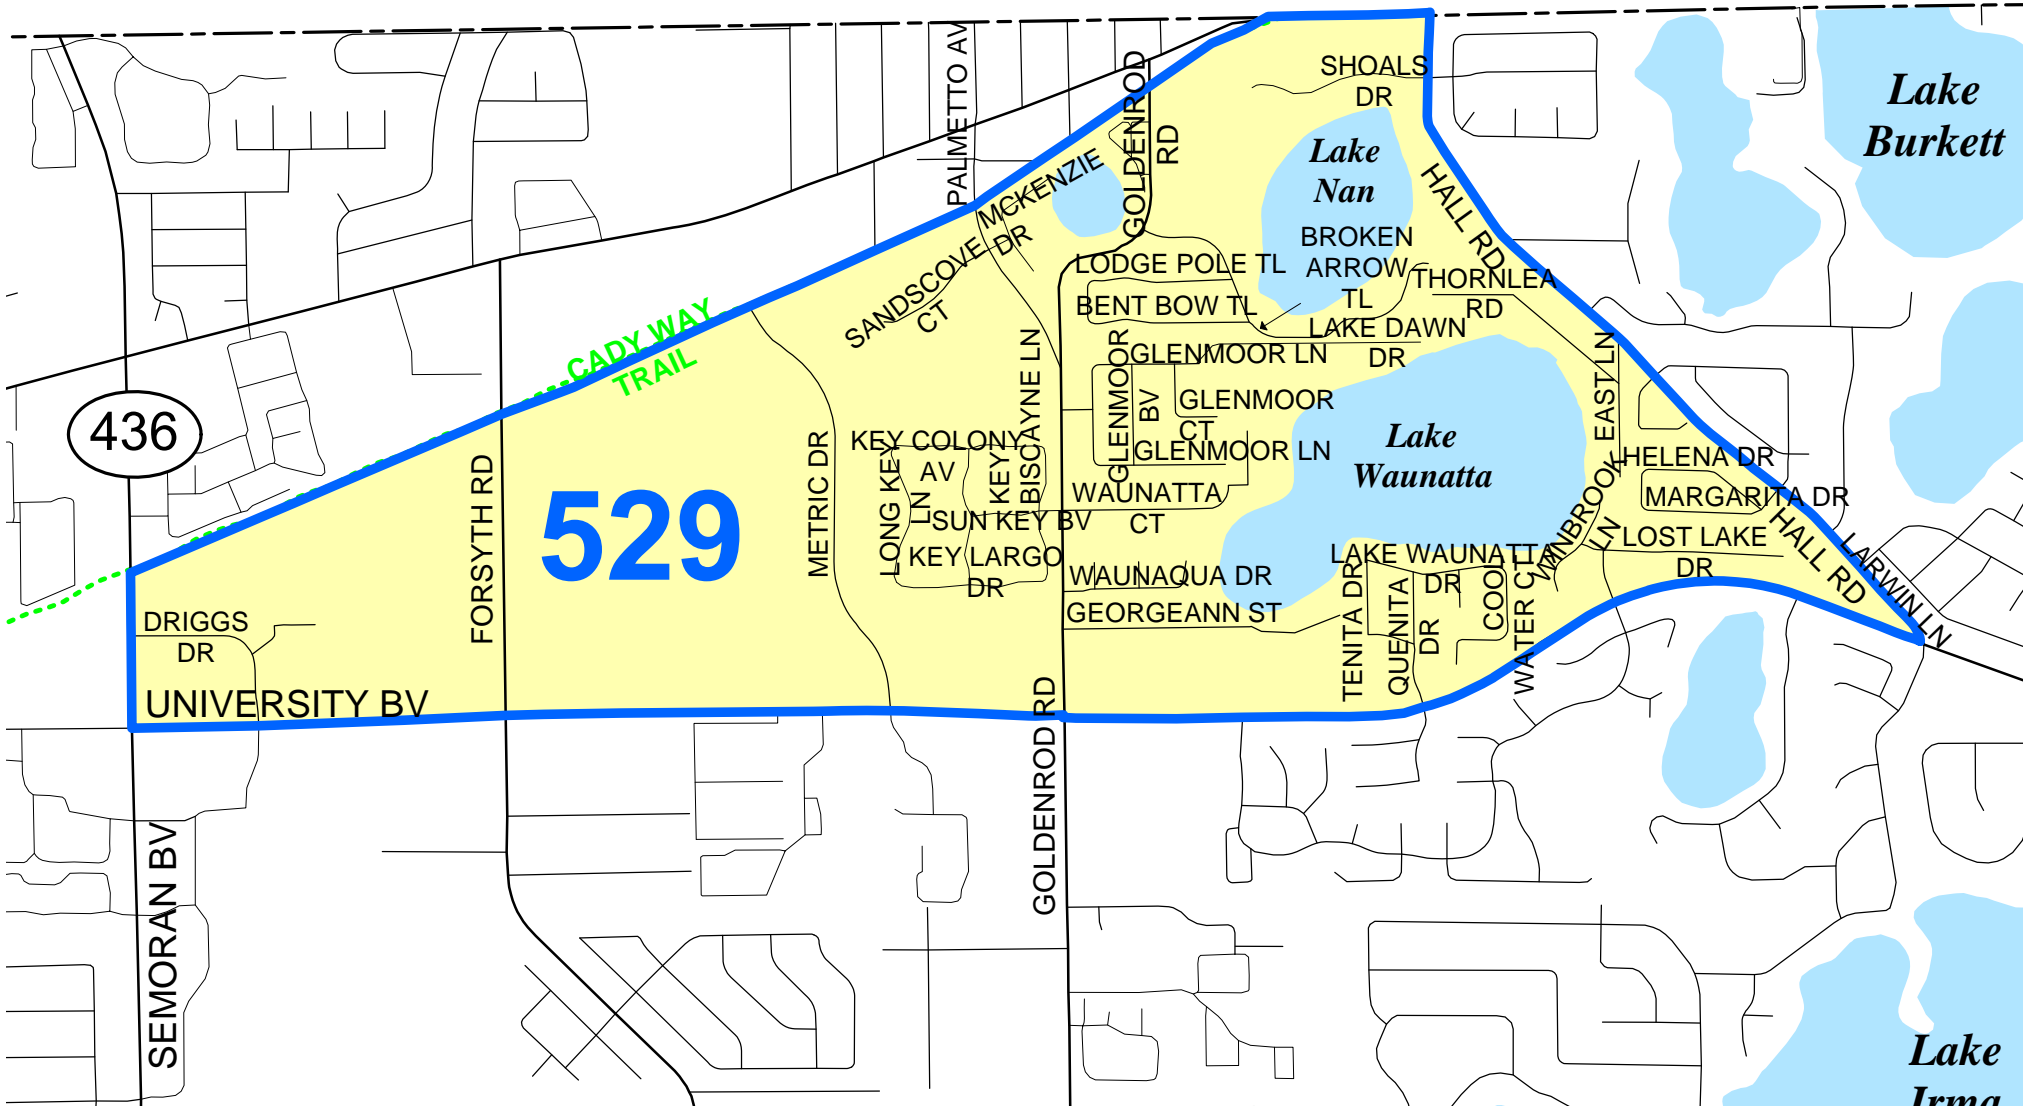 PALMETTO AV
GOLDENROD
RD
SHOALS
DR
Lake
Burkett
Lake
Nan
MCKENZIE
DR
HALL RD
SANDSCOVE
CT
BROKEN
ARROW
TL
LODGE POLE TL
BENT BOW TL
THORNLEA
RD
CADY WAY
TRAIL
LAKE DAWN
DR
GLENMOOR LN
GLENMOOR
BV
GLENMOOR
CT
GLENMOOR LN
EAST LN
436
FORSYTH RD
529
METRIC DR
KEY COLONY
AV
LONG KEY
LN
KEY
BISCAYNE LN
SUN KEY BV
KEY LARGO
DR
WAUNATTA
CT
Lake
Waunatta
HELENA DR
MARGARITA DR
WINBROOK
LN
LOST LAKE
DR
HALL RD
LARWIN LN
LAKE WAUNATTA
DR
WAUNAQUA DR
GEORGEANN ST
TENITA DR
QUENITA
DR
COOL
WATER CT
DRIGGS
DR
UNIVERSITY BV
GOLDENROD RD
SEMORAN BV
Lake
Irma